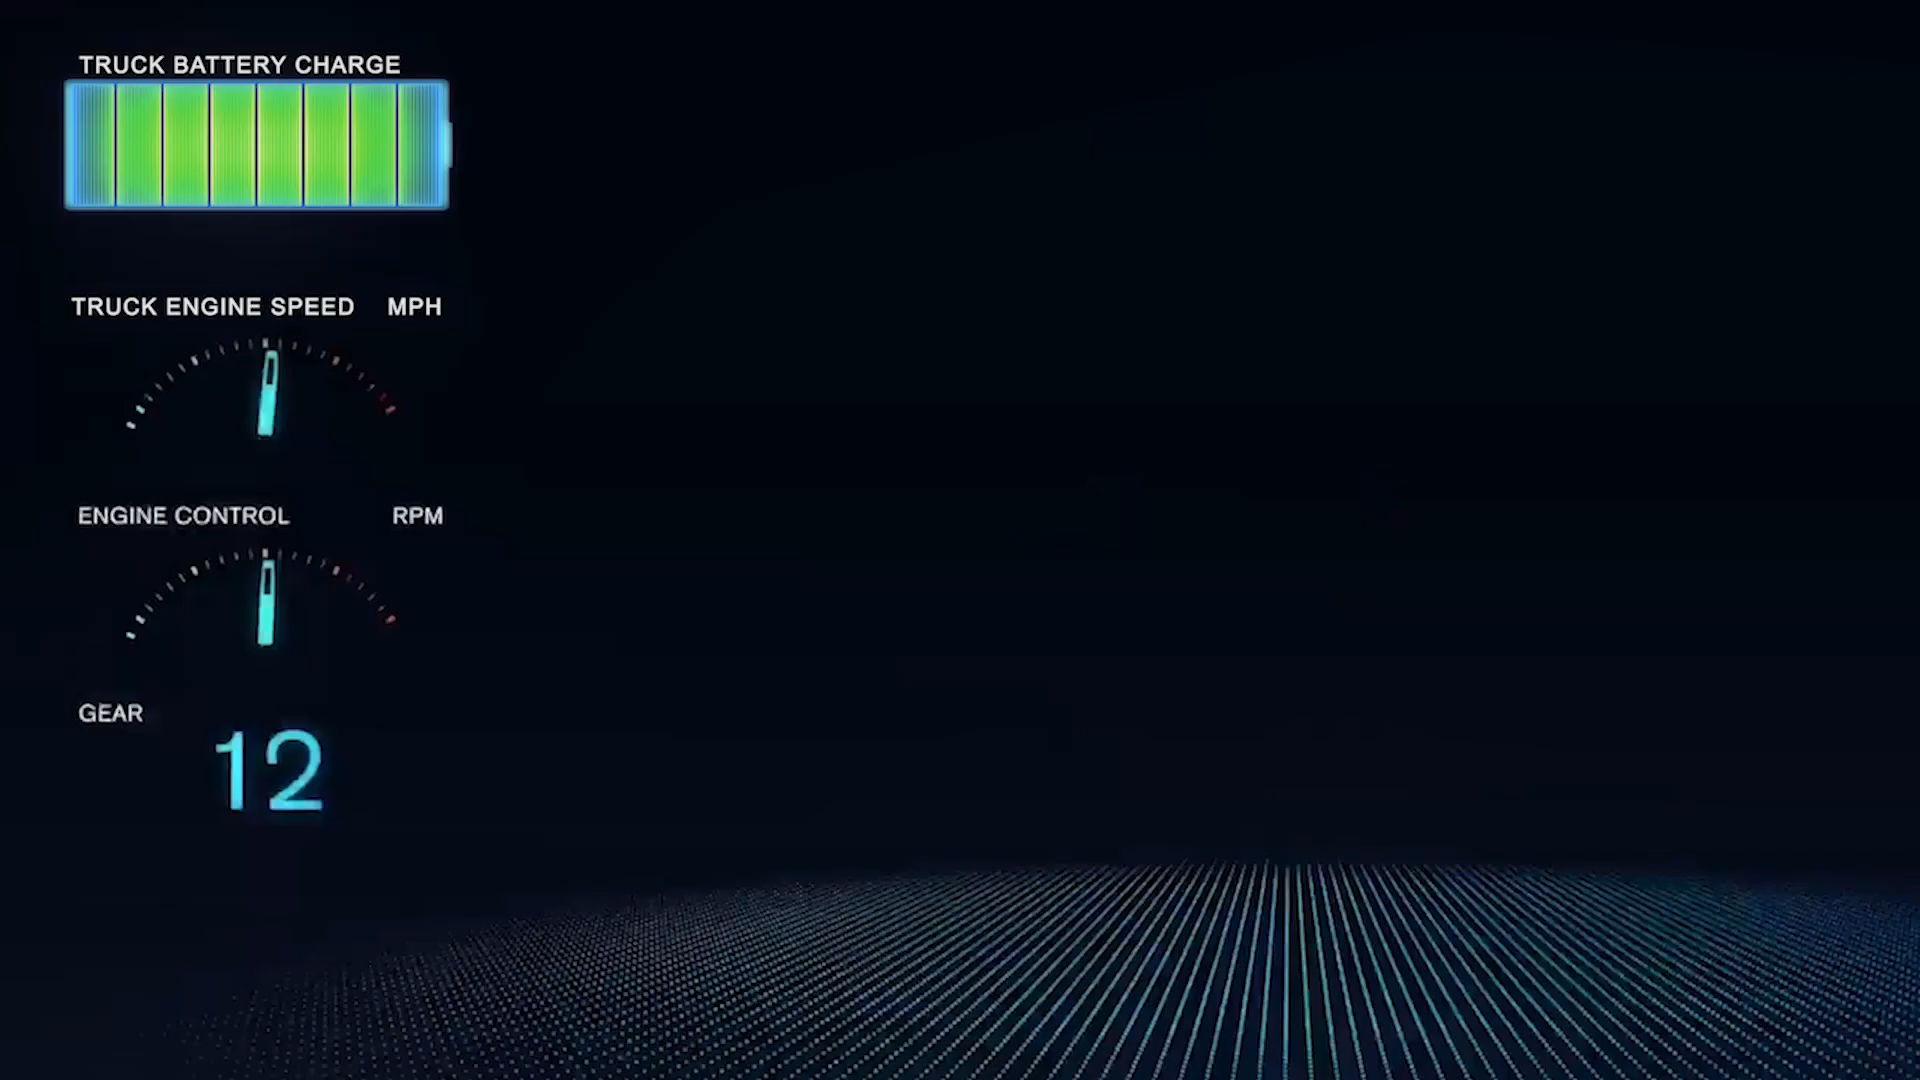 TRUCK BATTERY CHARGE
TRUCK ENGINE SPEED MPH
ENGINE CONTROL RPM
GEAR
12